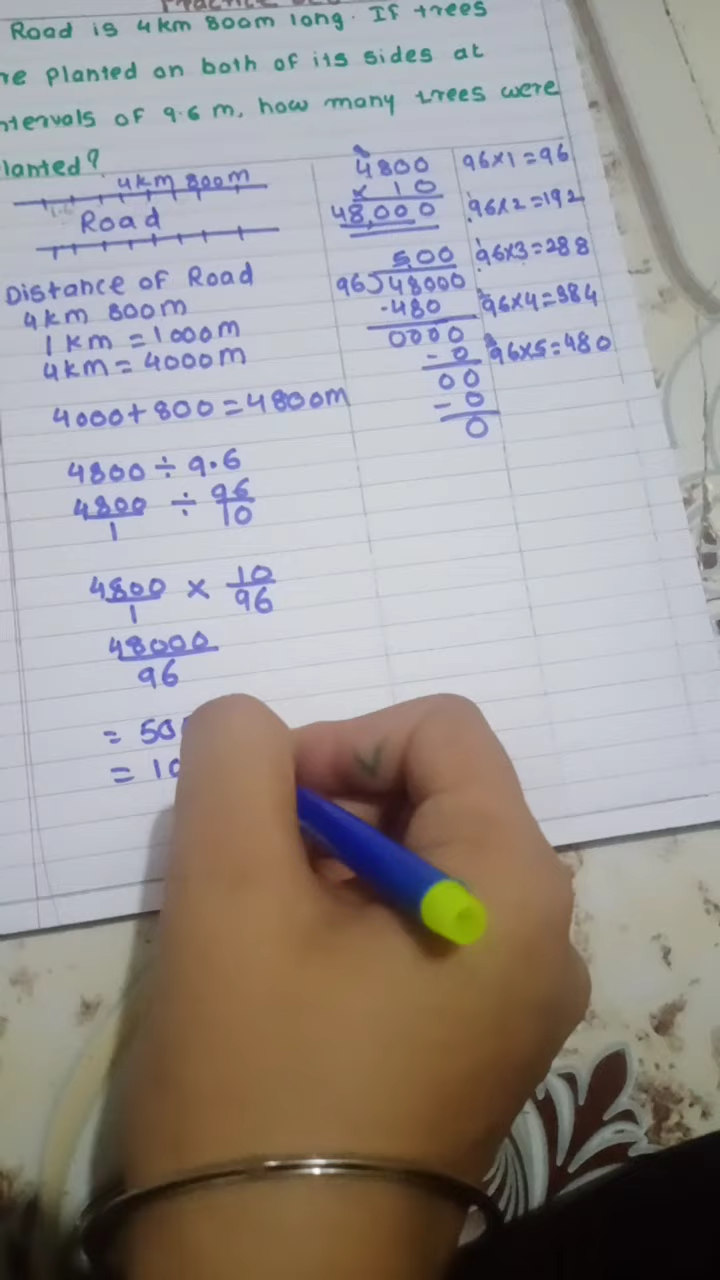 Road is 4km 800m long. If trees
re planted on both of its sides at
ntervals of 9.6 m, how many trees were
lanted?
4km 800m
Road
Distance of Road
4km 800m
1km = 1000m
4km = 4000m
4000+800 = 4800m
4800 ÷ 9.6
4800/1 ÷ 96/10
4800/1 × 10/96
48000/96
= 50
= 10
4800
× 10
48,000
500
96)48000
-480
0000
- 0
00
- 0
0
96×1=96
96×2=192
96×3=288
96×4=384
96×5=480